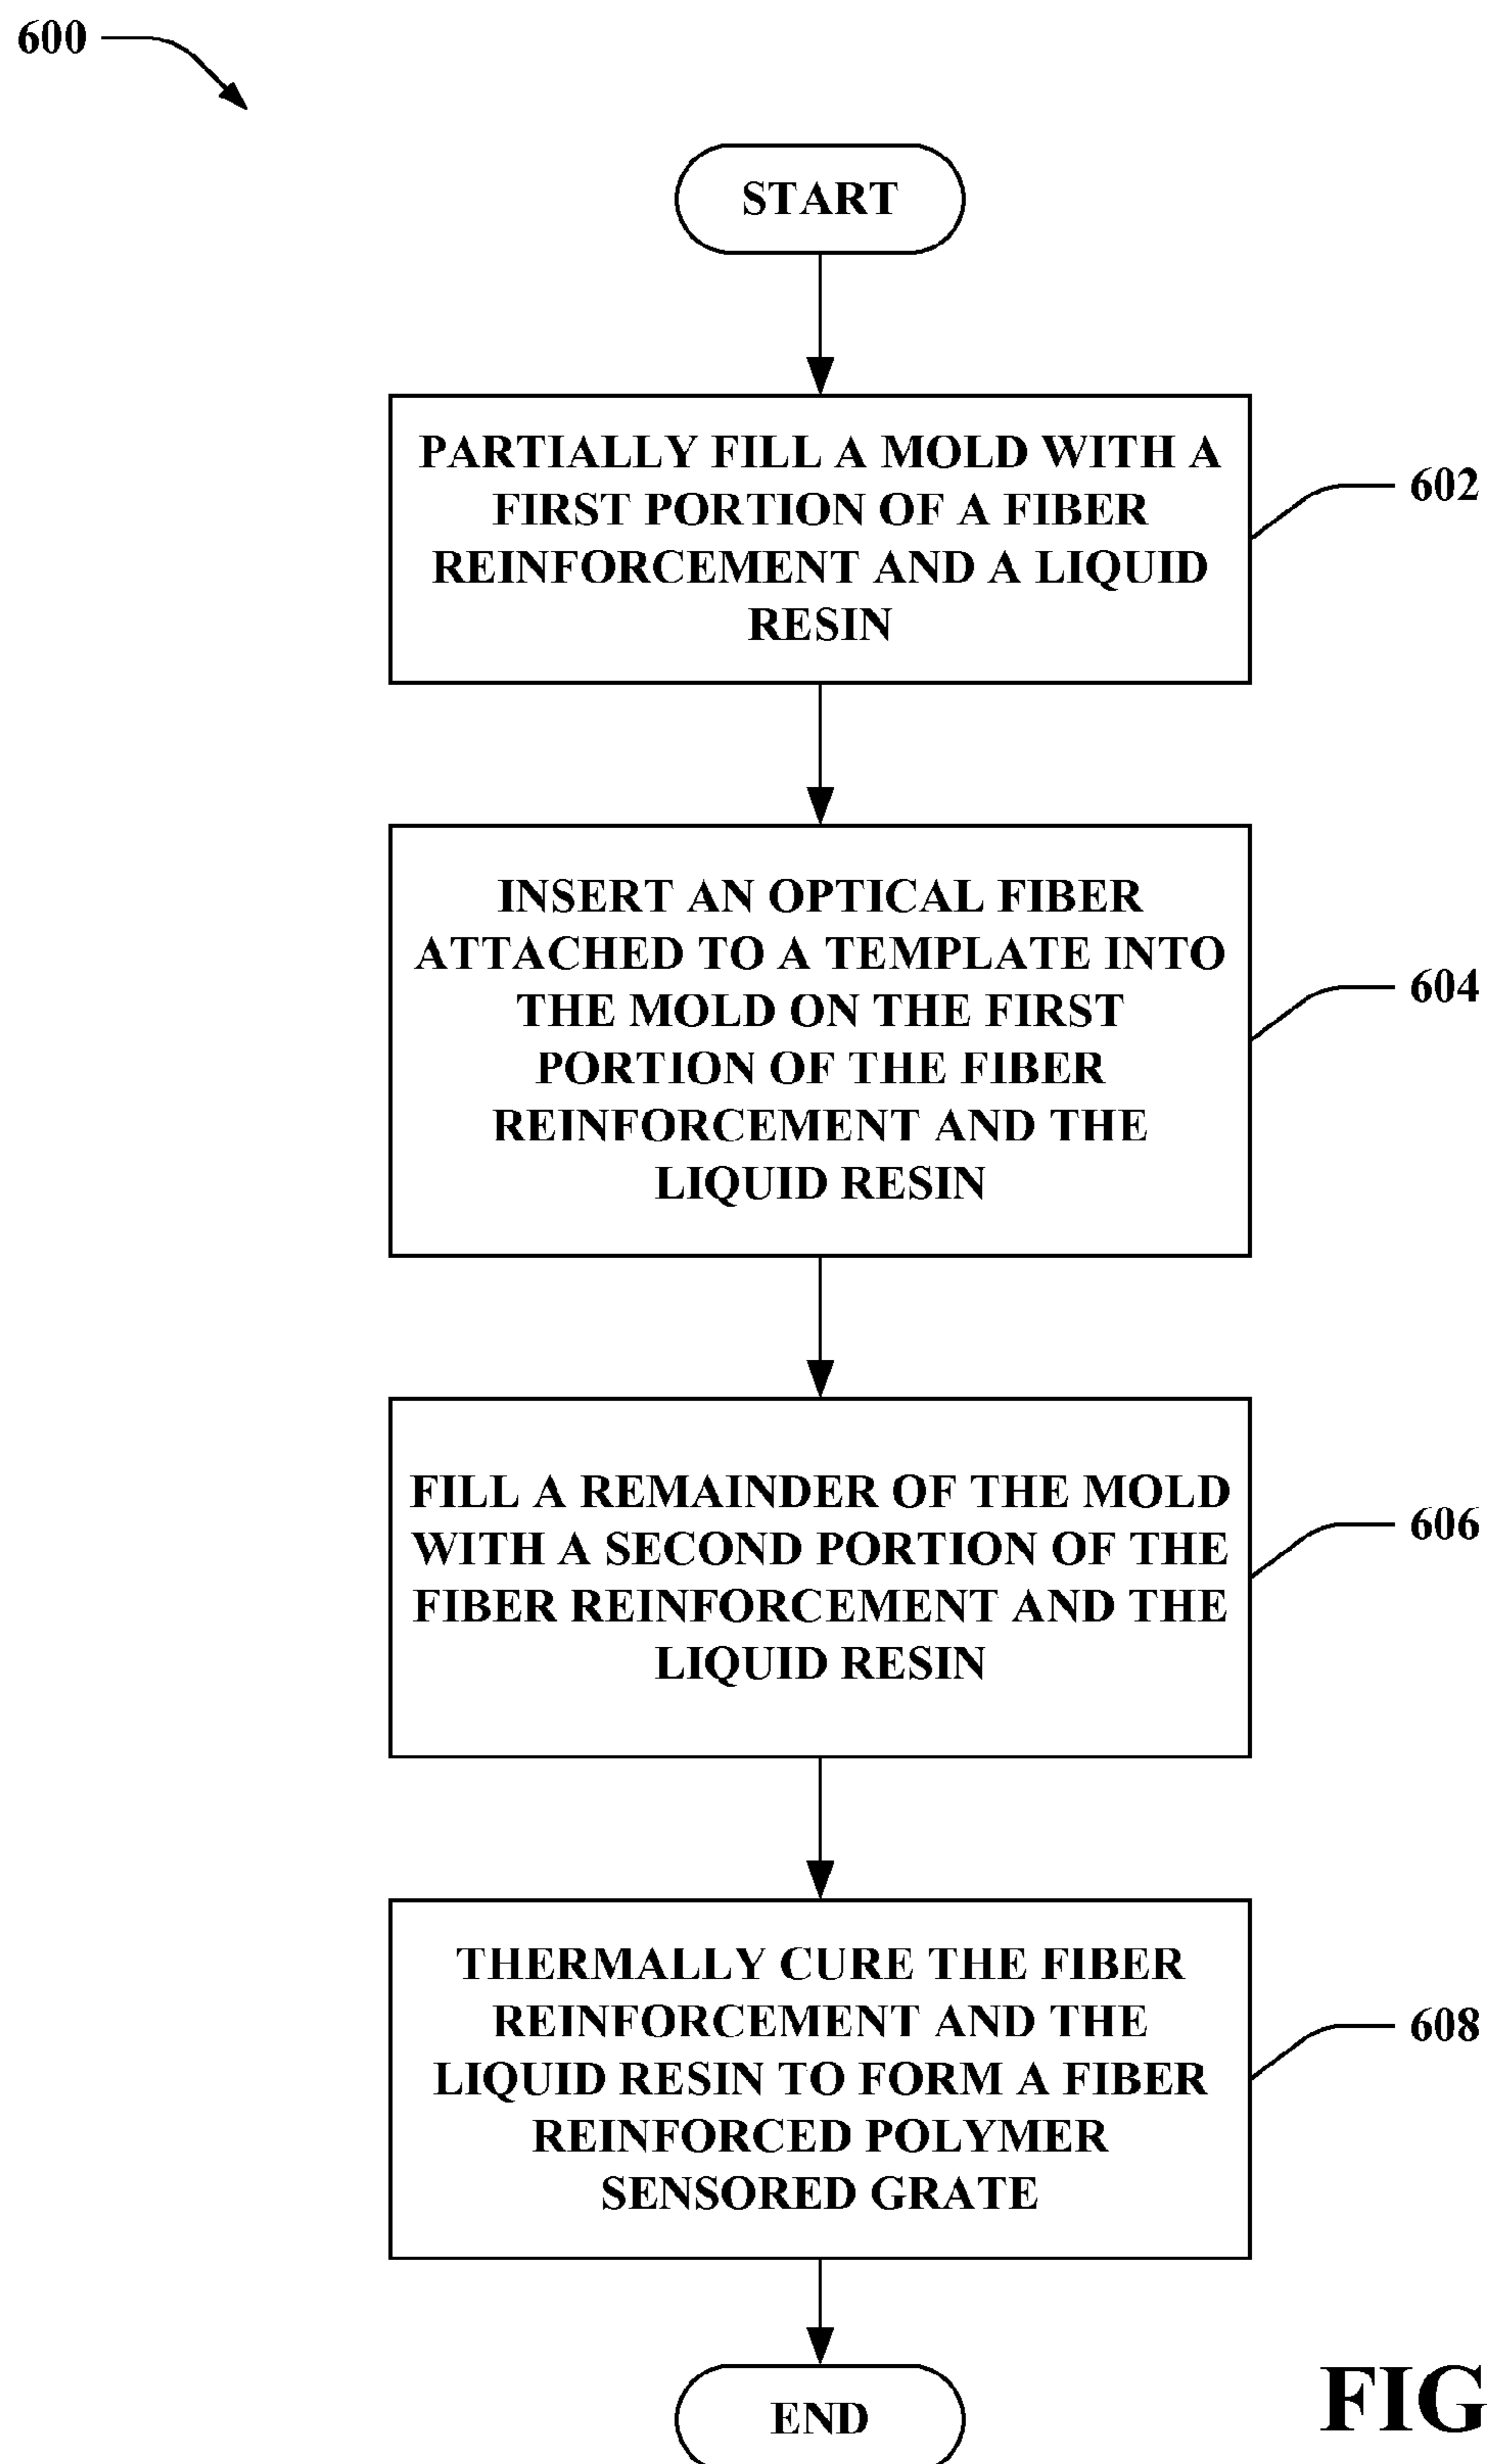 600
START
PARTIALLY FILL A MOLD WITH A
FIRST PORTION OF A FIBER
REINFORCEMENT AND A LIQUID
RESIN
602
INSERT AN OPTICAL FIBER
ATTACHED TO A TEMPLATE INTO
THE MOLD ON THE FIRST
PORTION OF THE FIBER
REINFORCEMENT AND THE
LIQUID RESIN
604
FILL A REMAINDER OF THE MOLD
WITH A SECOND PORTION OF THE
FIBER REINFORCEMENT AND THE
LIQUID RESIN
606
THERMALLY CURE THE FIBER
REINFORCEMENT AND THE
LIQUID RESIN TO FORM A FIBER
REINFORCED POLYMER
SENSORED GRATE
608
END
FIG